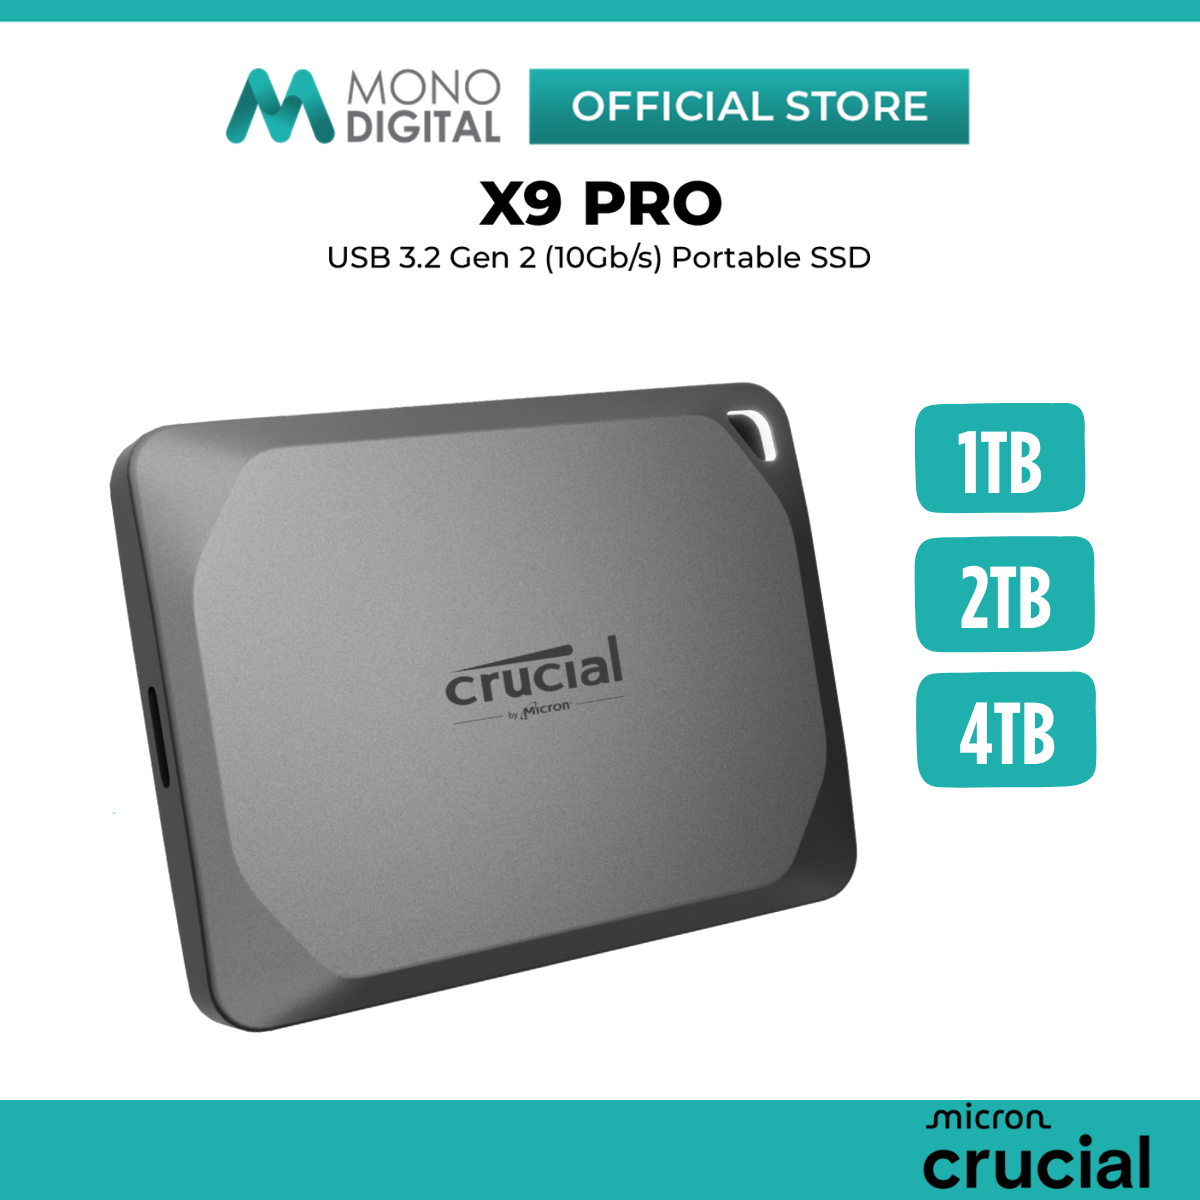 MONO
DIGITAL
OFFICIAL STORE
X9 PRO
USB 3.2 Gen 2 (10Gb/s) Portable SSD
1TB
2TB
4TB
crucial
by Micron
micron
crucial